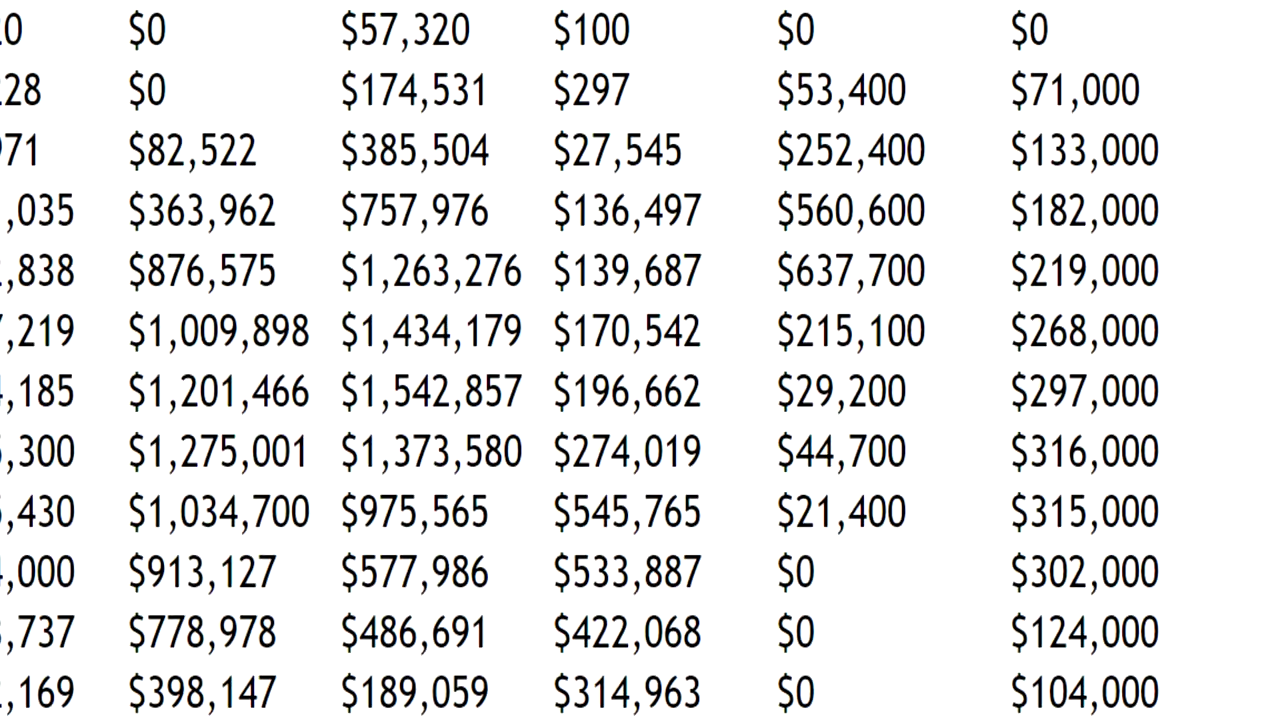 $0 $57,320 $100 $0 $0
28 $0 $174,531 $297 $53,400 $71,000
71 $82,522 $385,504 $27,545 $252,400 $133,000
,035 $363,962 $757,976 $136,497 $560,600 $182,000
,838 $876,575 $1,263,276 $139,687 $637,700 $219,000
,219 $1,009,898 $1,434,179 $170,542 $215,100 $268,000
,185 $1,201,466 $1,542,857 $196,662 $29,200 $297,000
,300 $1,275,001 $1,373,580 $274,019 $44,700 $316,000
,430 $1,034,700 $975,565 $545,765 $21,400 $315,000
,000 $913,127 $577,986 $533,887 $0 $302,000
,737 $778,978 $486,691 $422,068 $0 $124,000
,169 $398,147 $189,059 $314,963 $0 $104,000